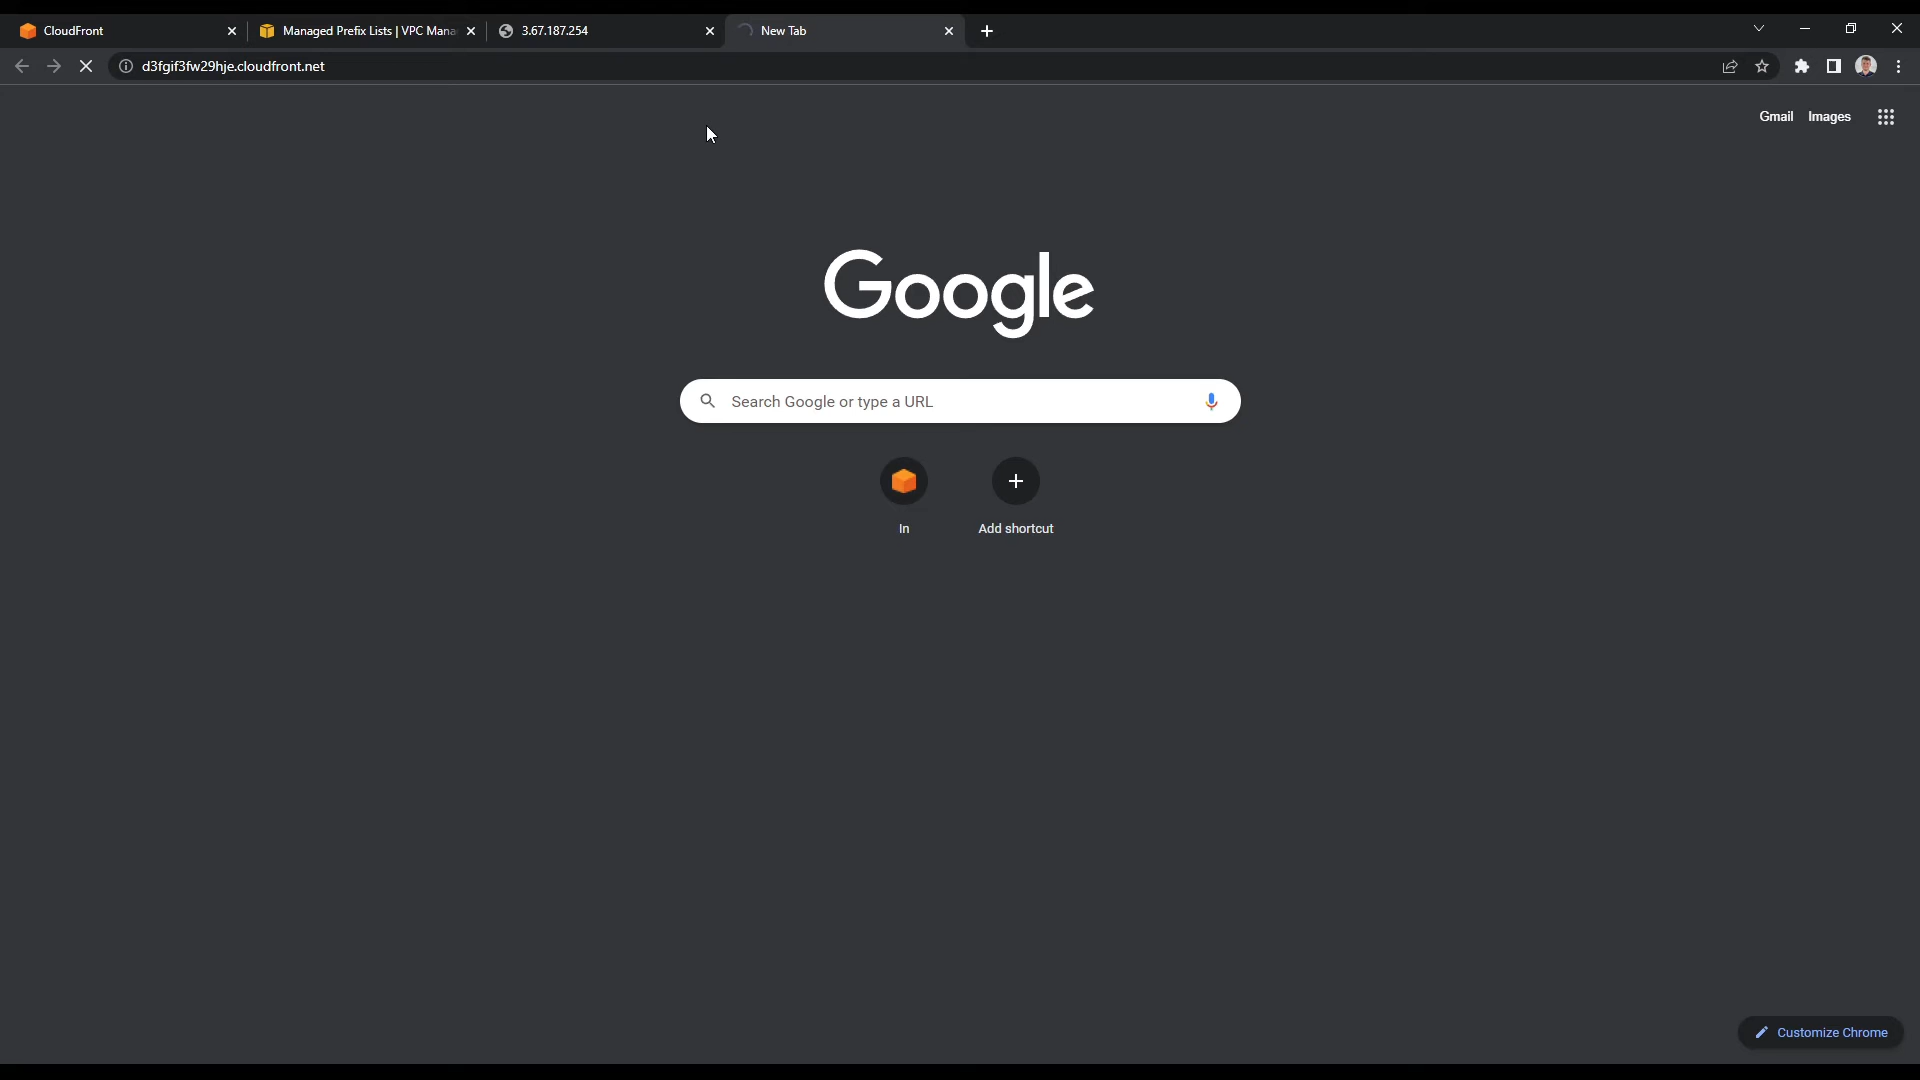 CloudFront
Managed Prefix Lists | VPC Mana
3.67.187.254
New Tab
d3fgif3fw29hje.cloudfront.net
Gmail Images
Google
Search Google or type a URL
In
Add shortcut
Customize Chrome